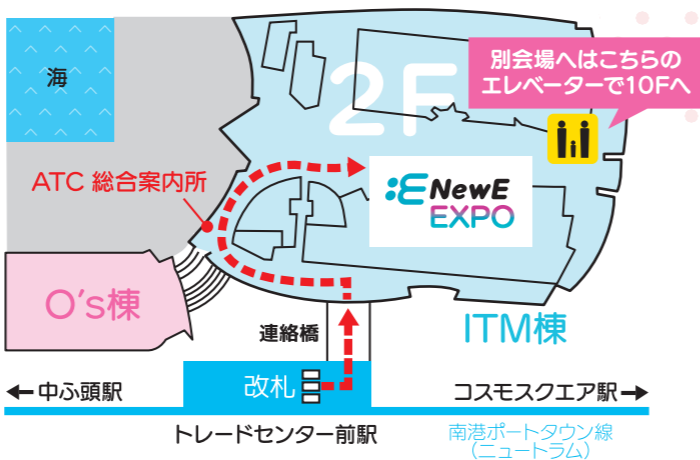 海
2F
別会場へはこちらの
エレベーターで10Fへ
ATC 総合案内所
:E NewE
EXPO
O's棟
連絡橋
ITM棟
改札
←中ふ頭駅
コスモスクエア駅→
トレードセンター前駅
南港ポートタウン線
(ニュートラム)